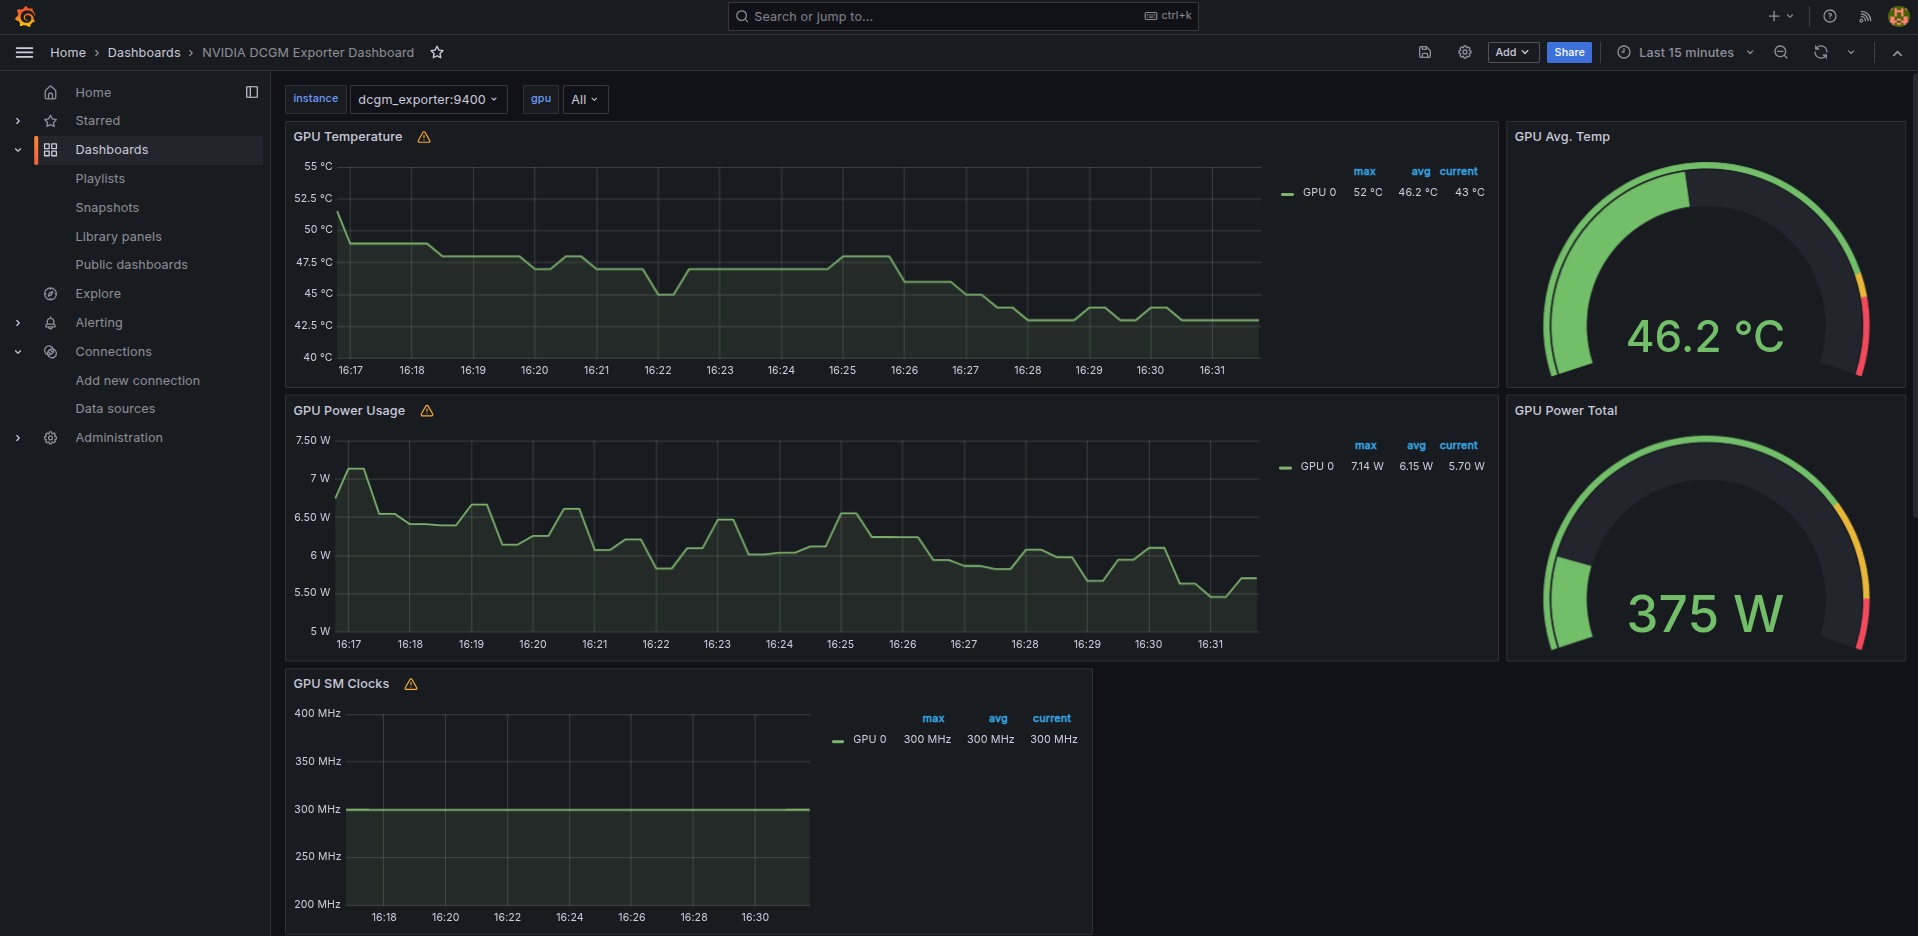 Search or jump to... ctrl+k
Home › Dashboards › NVIDIA DCGM Exporter Dashboard
Add Share Last 15 minutes
Home
Starred
Dashboards
Playlists
Snapshots
Library panels
Public dashboards
Explore
Alerting
Connections
Add new connection
Data sources
Administration
instance dcgm_exporter:9400 gpu All
GPU Temperature
55 °C
52.5 °C
50 °C
47.5 °C
45 °C
42.5 °C
40 °C
16:17 16:18 16:19 16:20 16:21 16:22 16:23 16:24 16:25 16:26 16:27 16:28 16:29 16:30 16:31
max avg current
GPU 0 52 °C 46.2 °C 43 °C
GPU Avg. Temp
46.2 °C
GPU Power Usage
7.50 W
7 W
6.50 W
6 W
5.50 W
5 W
16:17 16:18 16:19 16:20 16:21 16:22 16:23 16:24 16:25 16:26 16:27 16:28 16:29 16:30 16:31
max avg current
GPU 0 7.14 W 6.15 W 5.70 W
GPU Power Total
375 W
GPU SM Clocks
400 MHz
350 MHz
300 MHz
250 MHz
200 MHz
16:18 16:20 16:22 16:24 16:26 16:28 16:30
max avg current
GPU 0 300 MHz 300 MHz 300 MHz